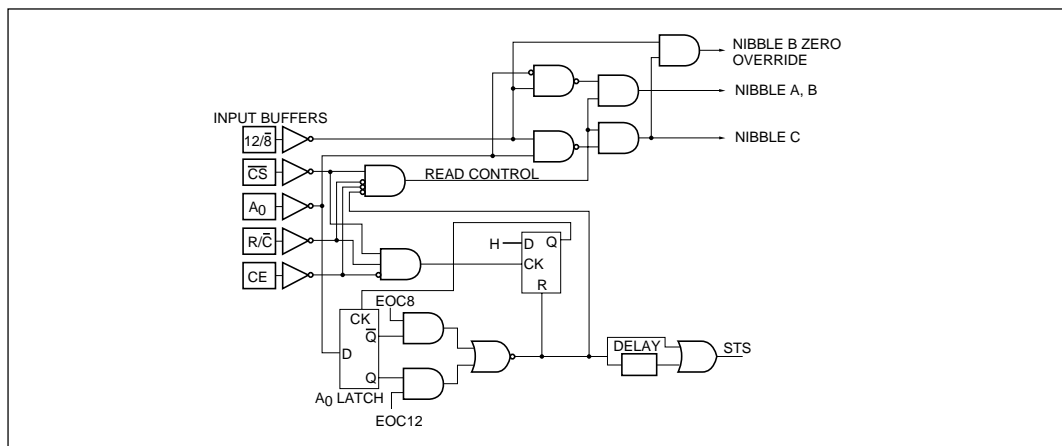 NIBBLE B ZERO
OVERRIDE
NIBBLE A, B
INPUT BUFFERS
12/8̅
NIBBLE C
C̅S̅
READ CONTROL
A₀
R/C̅
H
D
Q
CK
CE
R
EOC8
CK
Q̅
D
DELAY
STS
Q
A₀ LATCH
EOC12